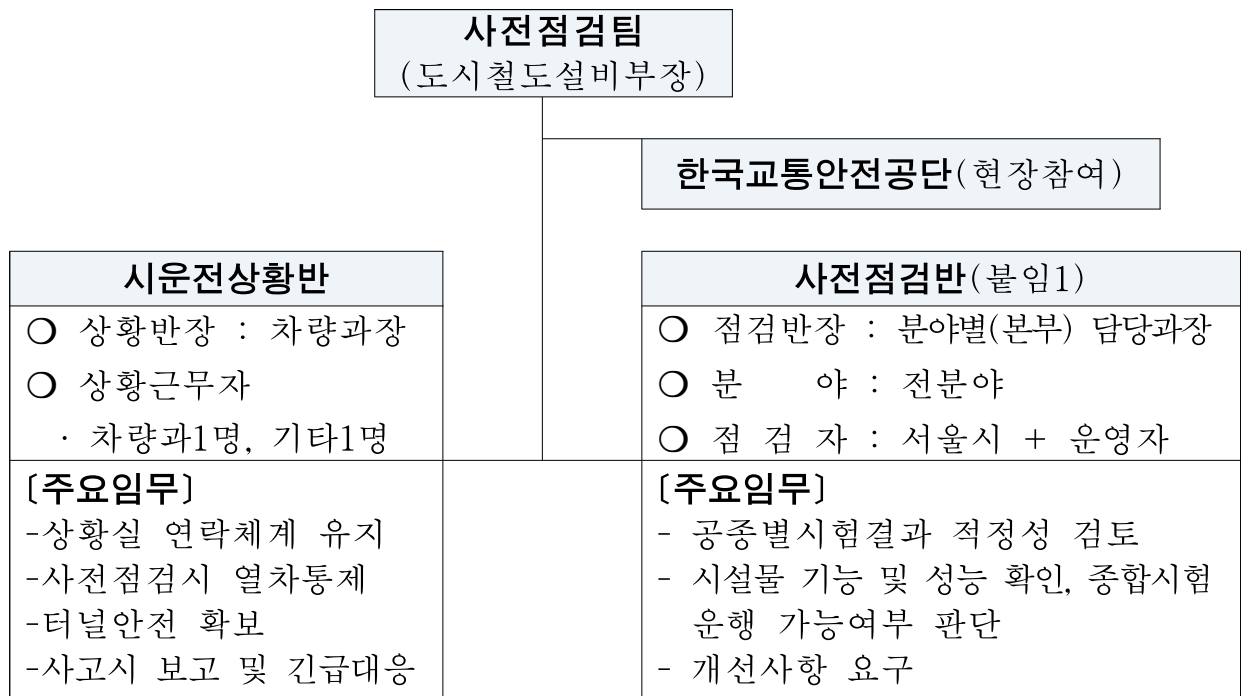 사전점검팀
(도시철도설비부장)
한국교통안전공단(현장참여)
시운전상황반
❍ 상황반장 : 차량과장
❍ 상황근무자
· 차량과1명, 기타1명
[주요임무]
-상황실 연락체계 유지
-사전점검시 열차통제
-터널안전 확보
-사고시 보고 및 긴급대응
사전점검반(붙임1)
❍ 점검반장 : 분야별(본부) 담당과장
❍ 분 야 : 전분야
❍ 점 검 자 : 서울시 + 운영자
[주요임무]
- 공종별시험결과 적정성 검토
- 시설물 기능 및 성능 확인, 종합시험
운행 가능여부 판단
- 개선사항 요구